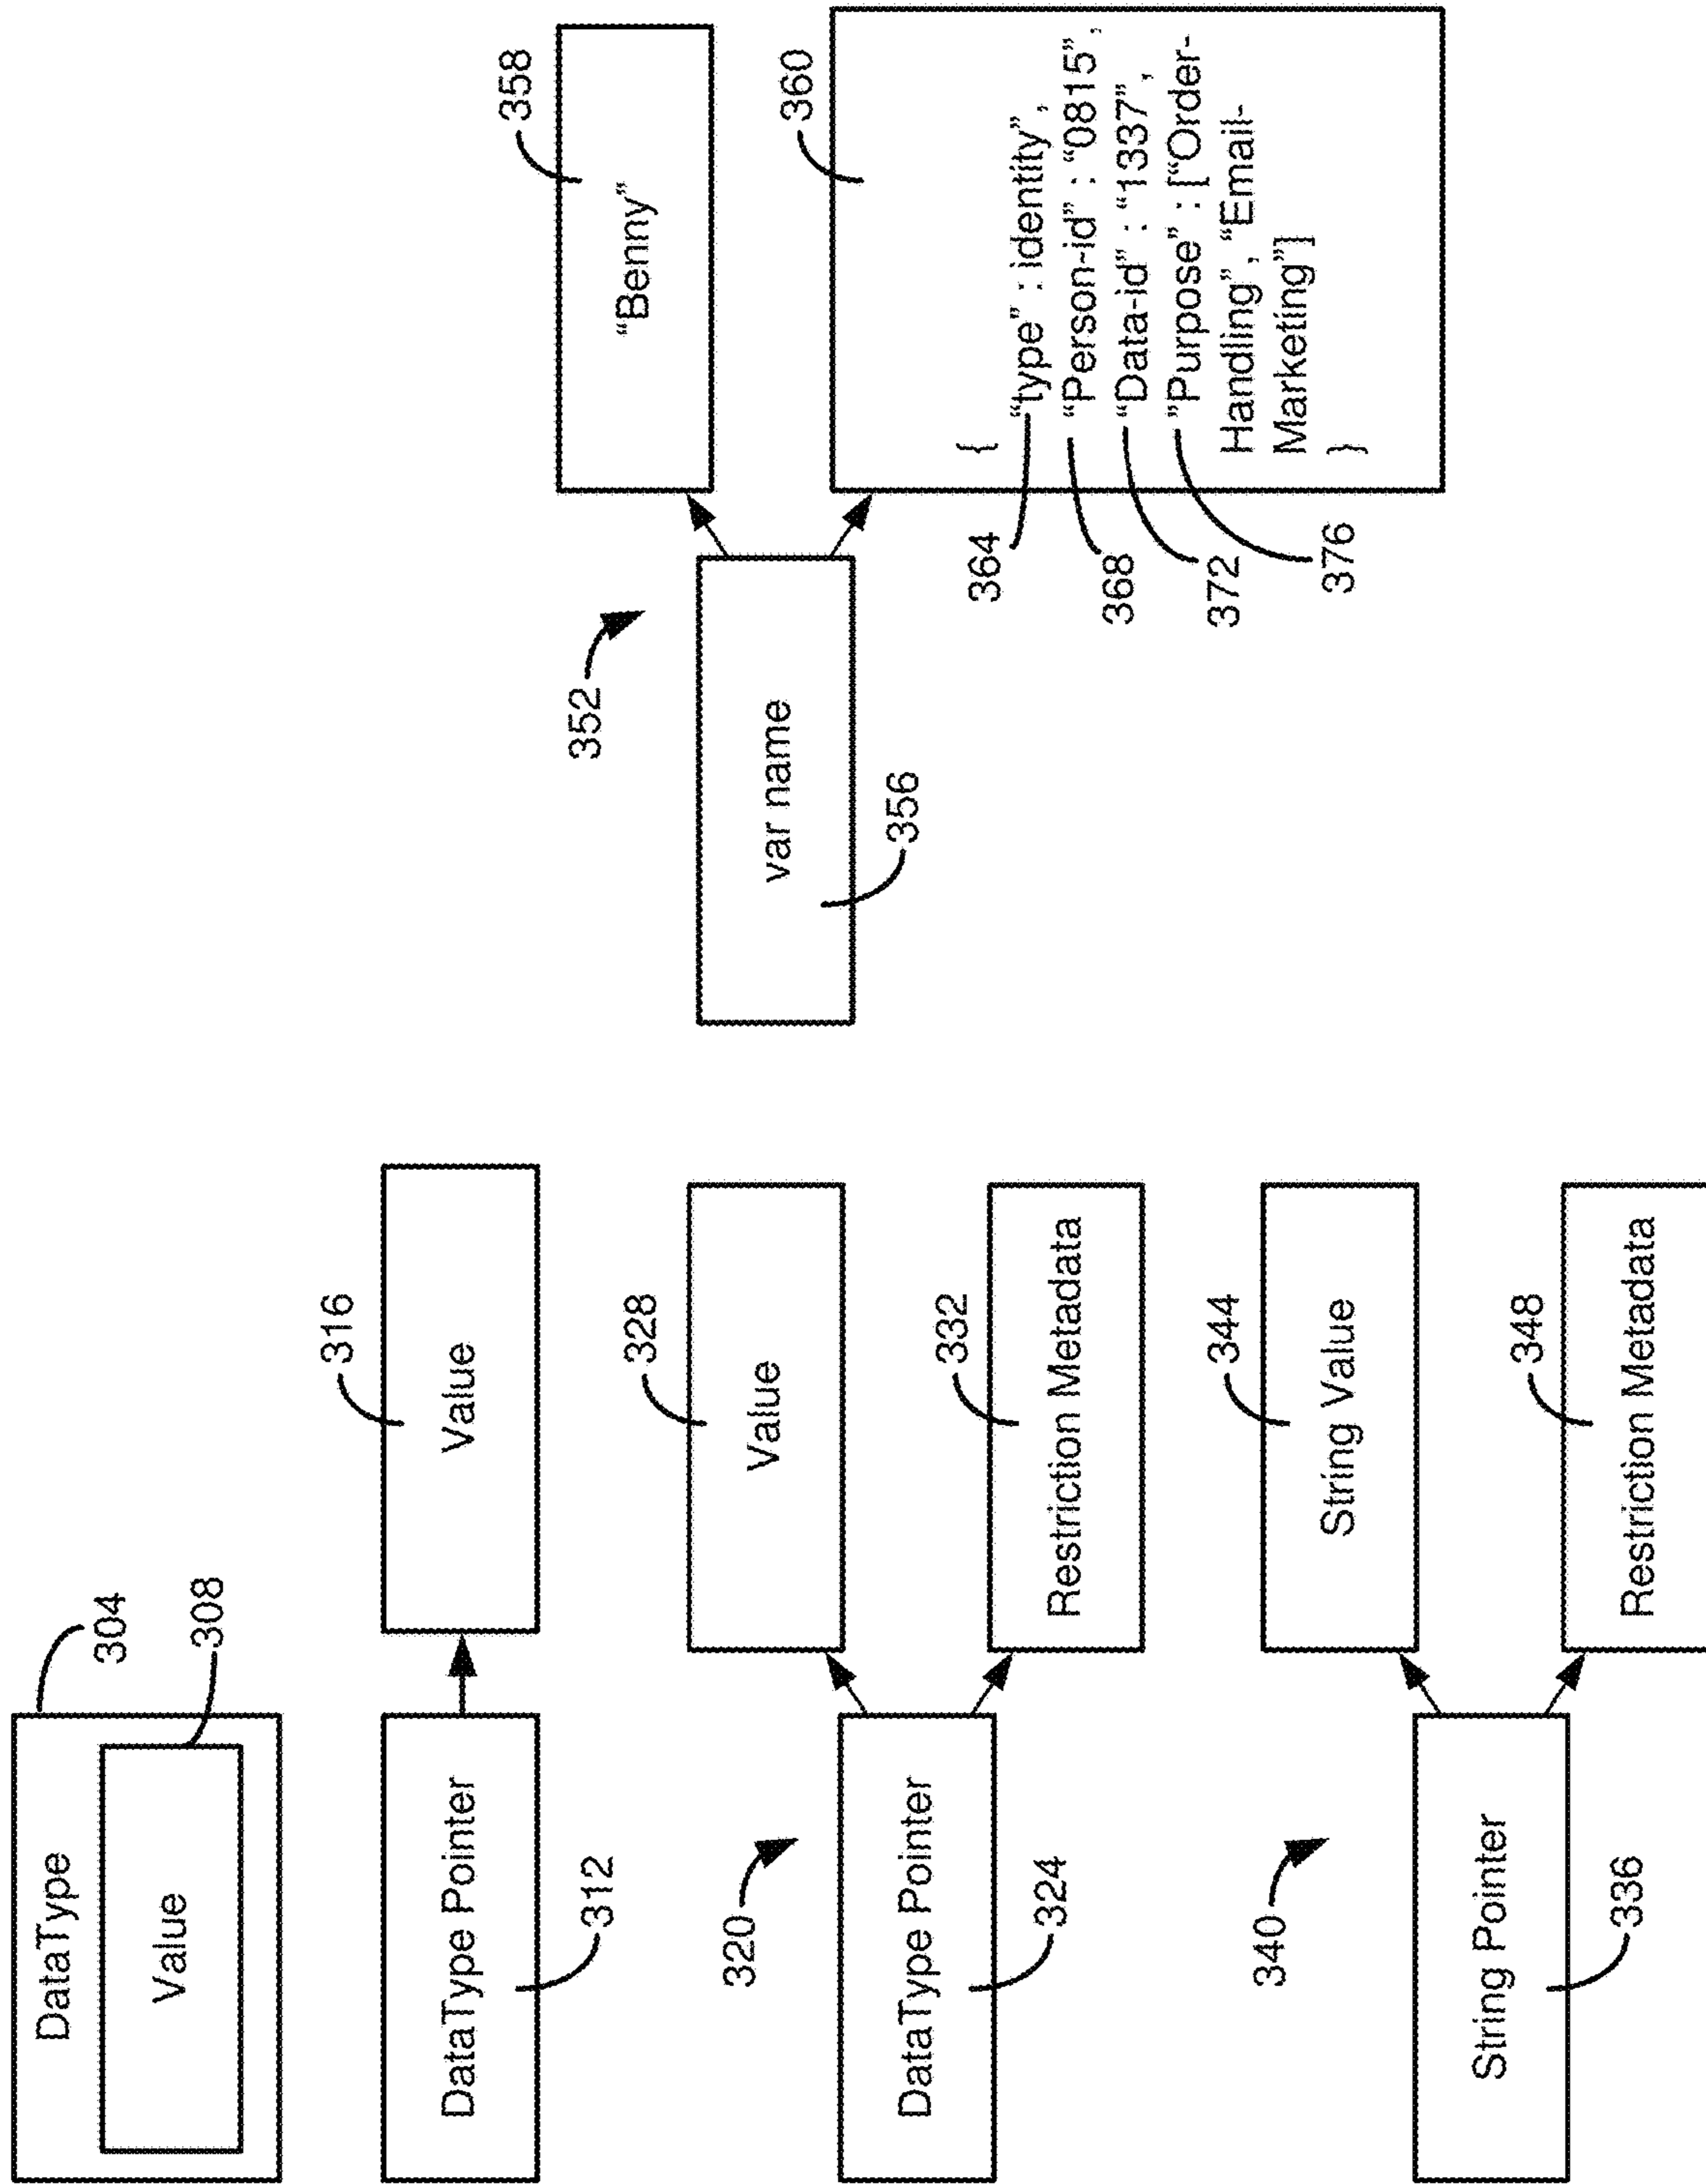 DataType
304
Value
308
DataType Pointer
312
Value
316
320
DataType Pointer
324
Value
328
Restriction Metadata
332
340
String Pointer
336
String Value
344
Restriction Metadata
348
352
var name
356
“Benny”
358
360
{
“type” : identity”,
“Person-id” : “0815”,
“Data-id” : “1337”,
”Purpose” : [“Order-
Handling”, “Email-
Marketing”]
}
364
368
372
376